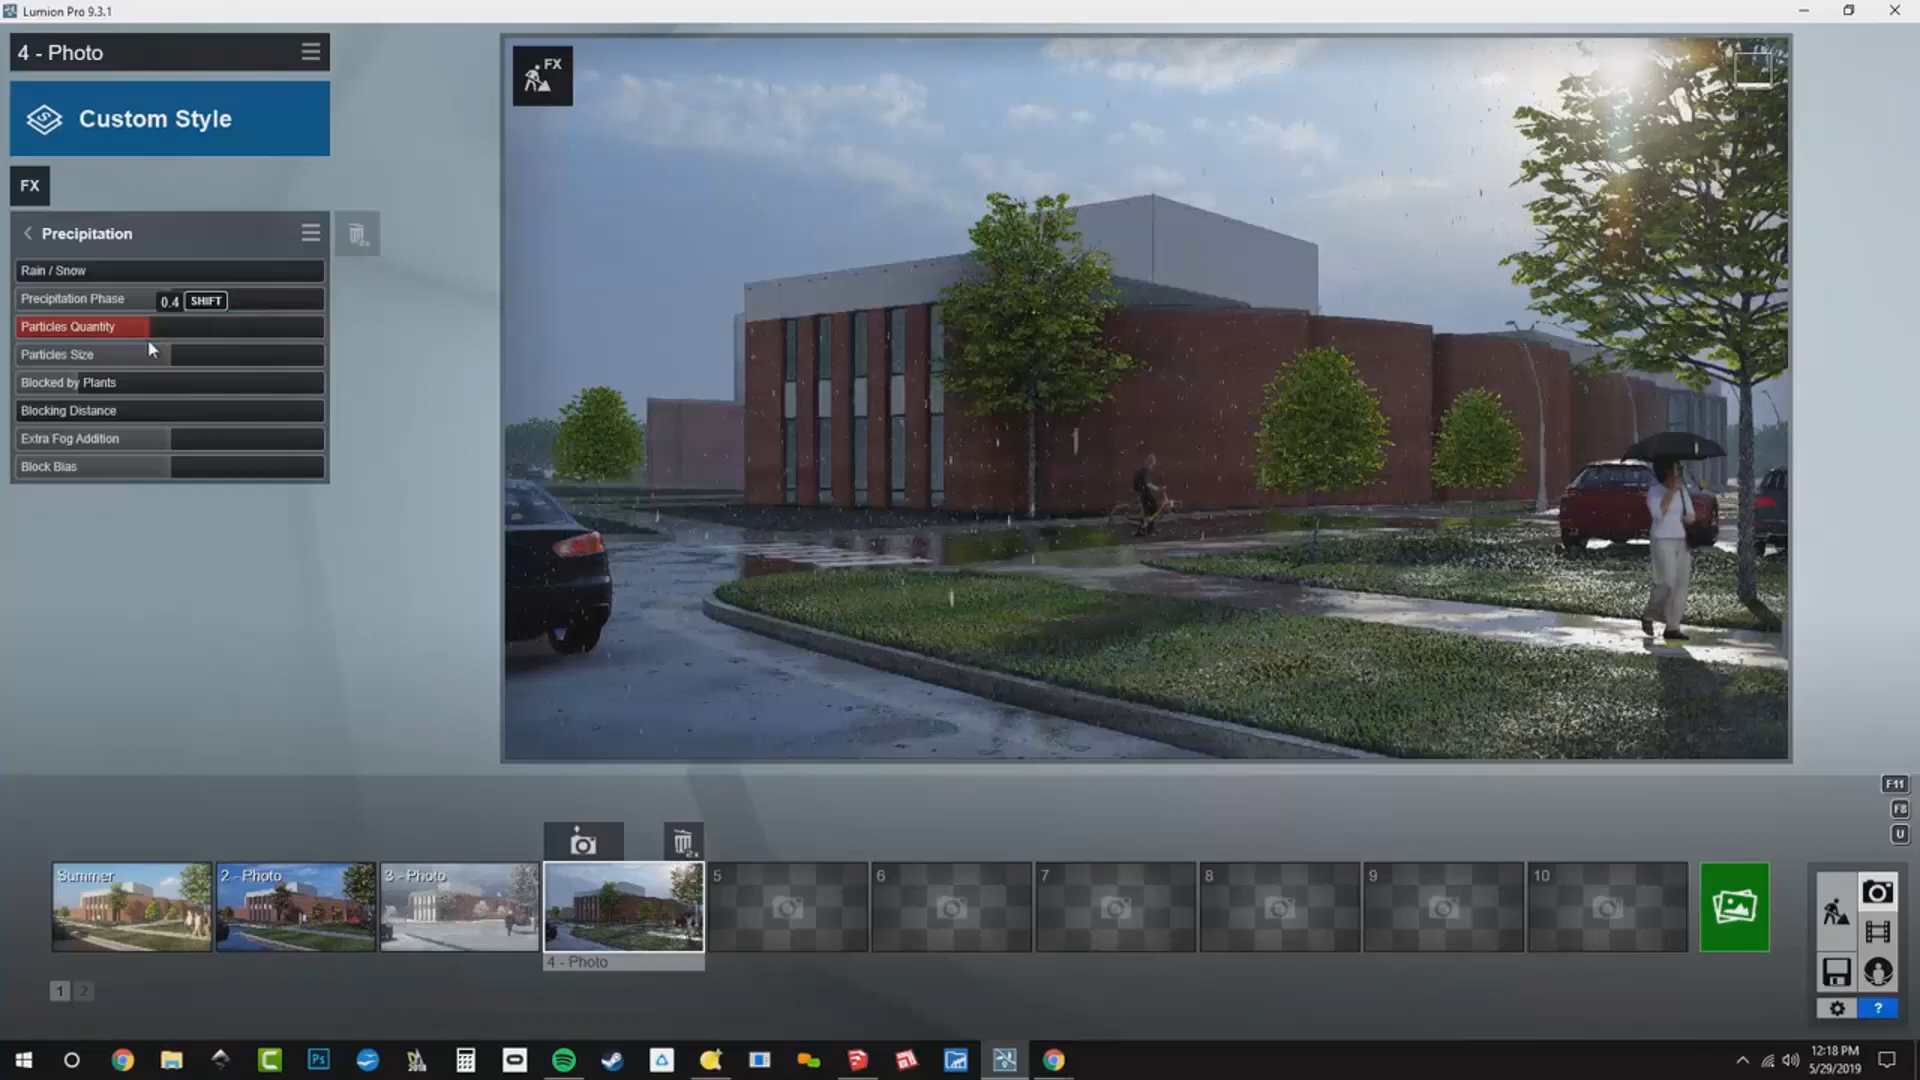 Lumion Pro 9.3.1
4 - Photo
Custom Style
FX
FX
Precipitation
Rain / Snow
Precipitation Phase
0.4 SHIFT
Particles Quantity
Particles Size
Blocked by Plants
Blocking Distance
Extra Fog Addition
Block Bias
F11
F8
U
Summer
2 - Photo
3 - Photo
5
6
7
8
9
10
4 - Photo
1 2
?
12:18 PM
5/29/2019